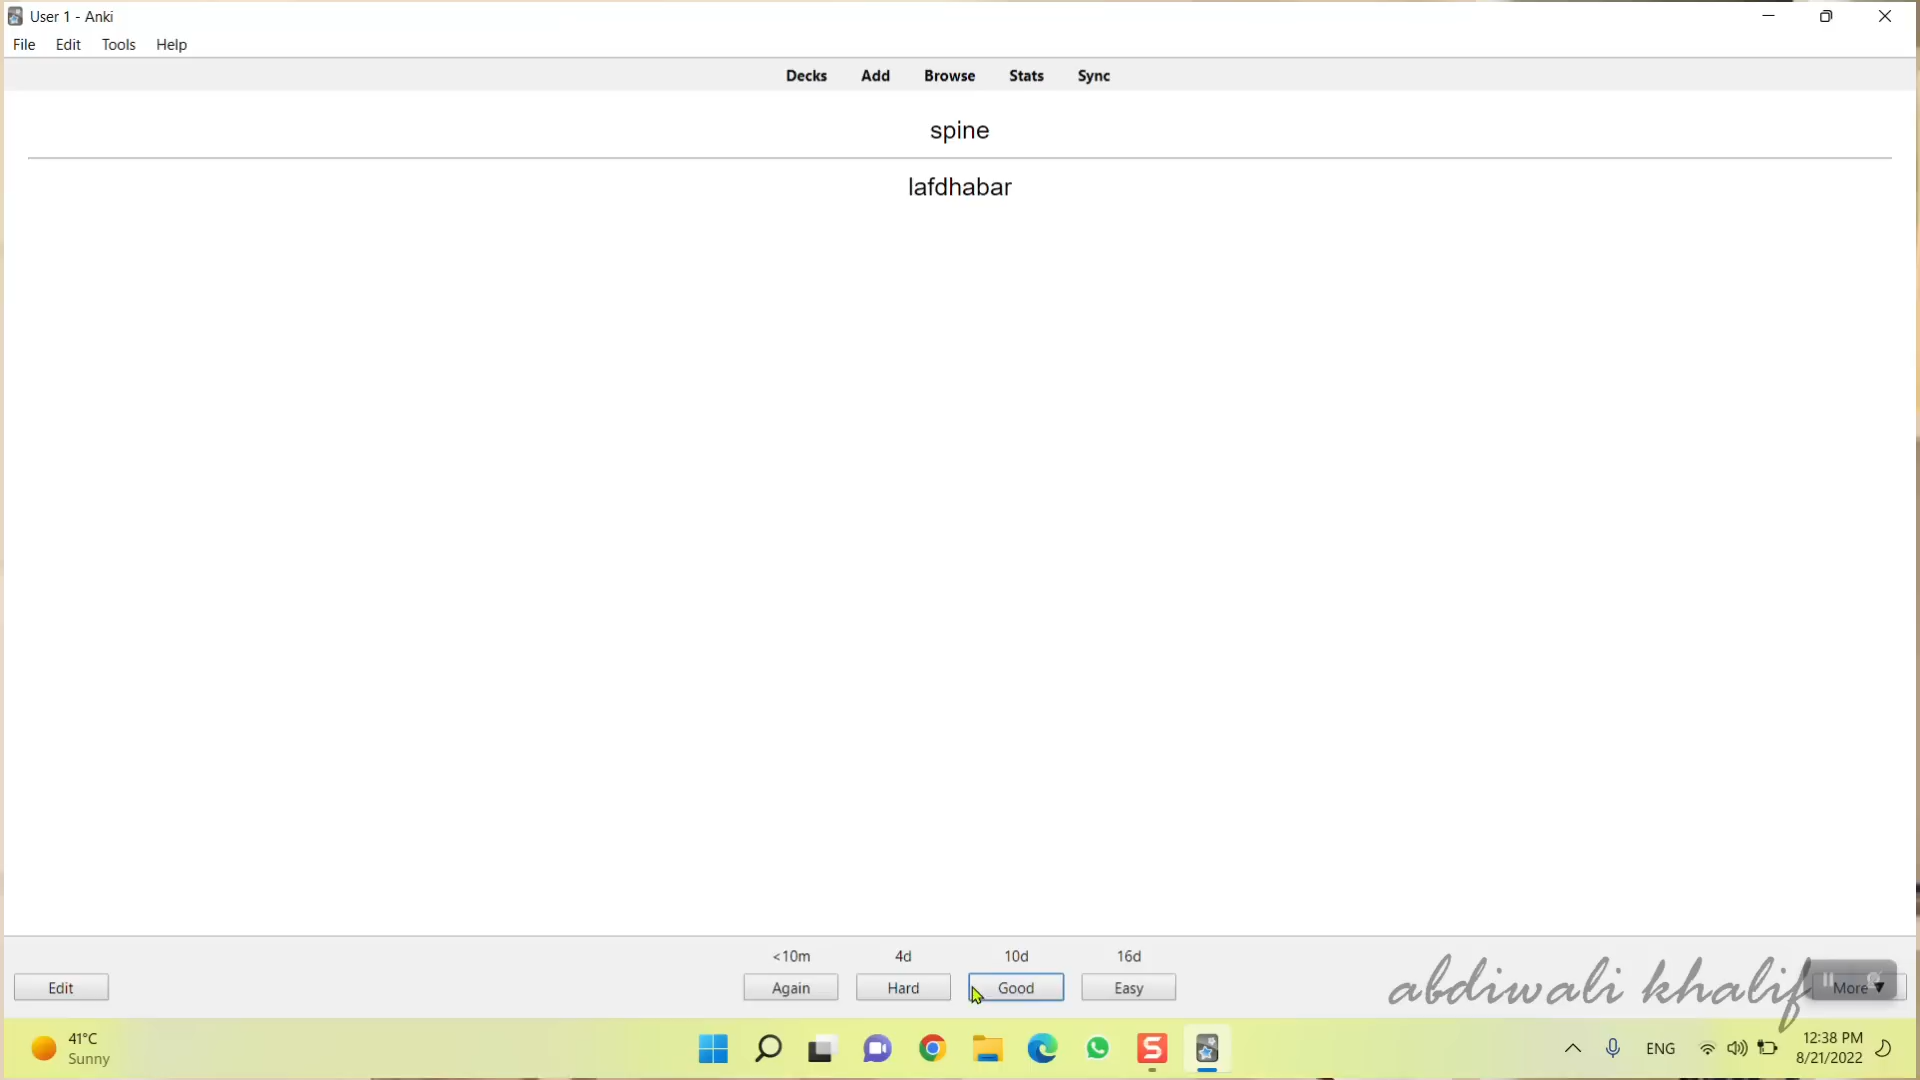 User 1 - Anki
File Edit Tools Help
Decks Add Browse Stats Sync
spine
lafdhabar
<10m 4d 10d 16d
Edit Again Hard Good Easy More
abdiwali khalif
41°C
Sunny
ENG
12:38 PM
8/21/2022